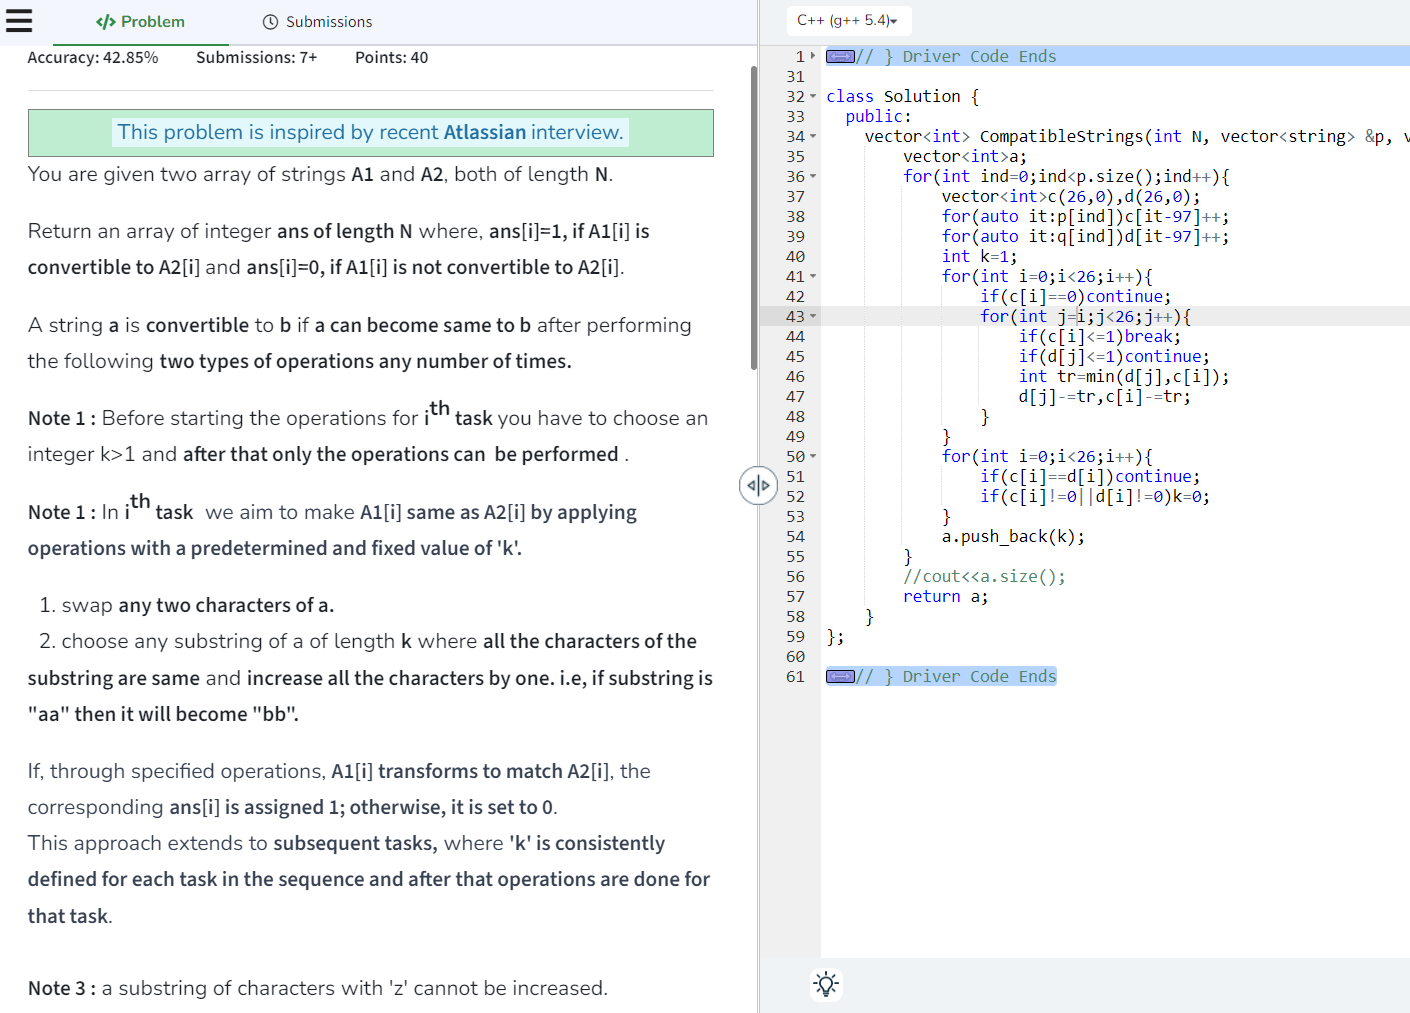 Problem
Submissions
Accuracy: 42.85% Submissions: 7+ Points: 40
This problem is inspired by recent Atlassian interview.
You are given two array of strings A1 and A2, both of length N.
Return an array of integer ans of length N where, ans[i]=1, if A1[i] is
convertible to A2[i] and ans[i]=0, if A1[i] is not convertible to A2[i].
A string a is convertible to b if a can become same to b after performing
the following two types of operations any number of times.
Note 1 : Before starting the operations for ith task you have to choose an
integer k>1 and after that only the operations can be performed .
Note 1 : In ith task we aim to make A1[i] same as A2[i] by applying
operations with a predetermined and fixed value of 'k'.
1. swap any two characters of a.
2. choose any substring of a of length k where all the characters of the
substring are same and increase all the characters by one. i.e, if substring is
"aa" then it will become "bb".
If, through specified operations, A1[i] transforms to match A2[i], the
corresponding ans[i] is assigned 1; otherwise, it is set to 0.
This approach extends to subsequent tasks, where 'k' is consistently
defined for each task in the sequence and after that operations are done for
that task.
Note 3 : a substring of characters with 'z' cannot be increased.
C++ (g++ 5.4)
1 // } Driver Code Ends
31
32 class Solution {
33 public:
34 vector<int> CompatibleStrings(int N, vector<string> &p, v
35 vector<int>a;
36 for(int ind=0;ind<p.size();ind++){
37 vector<int>c(26,0),d(26,0);
38 for(auto it:p[ind])c[it-97]++;
39 for(auto it:q[ind])d[it-97]++;
40 int k=1;
41 for(int i=0;i<26;i++){
42 if(c[i]==0)continue;
43 for(int j=i;j<26;j++){
44 if(c[i]<=1)break;
45 if(d[j]<=1)continue;
46 int tr=min(d[j],c[i]);
47 d[j]-=tr,c[i]-=tr;
48 }
49 }
50 for(int i=0;i<26;i++){
51 if(c[i]==d[i])continue;
52 if(c[i]!=0||d[i]!=0)k=0;
53 }
54 a.push_back(k);
55 }
56 //cout<<a.size();
57 return a;
58 }
59 };
60
61 // } Driver Code Ends